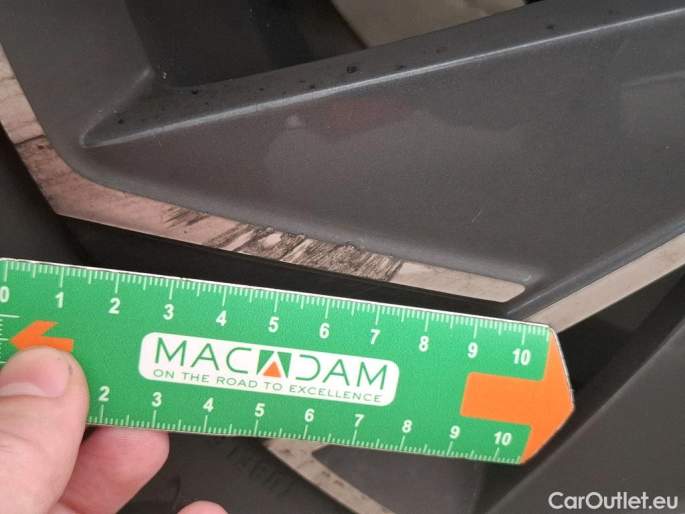 0 1 2 3 4 5 6 7 8 9 10
MACADAM
ON THE ROAD TO EXCELLENCE
2 3 4 5 6 7 8 9 10
CarOutlet.eu